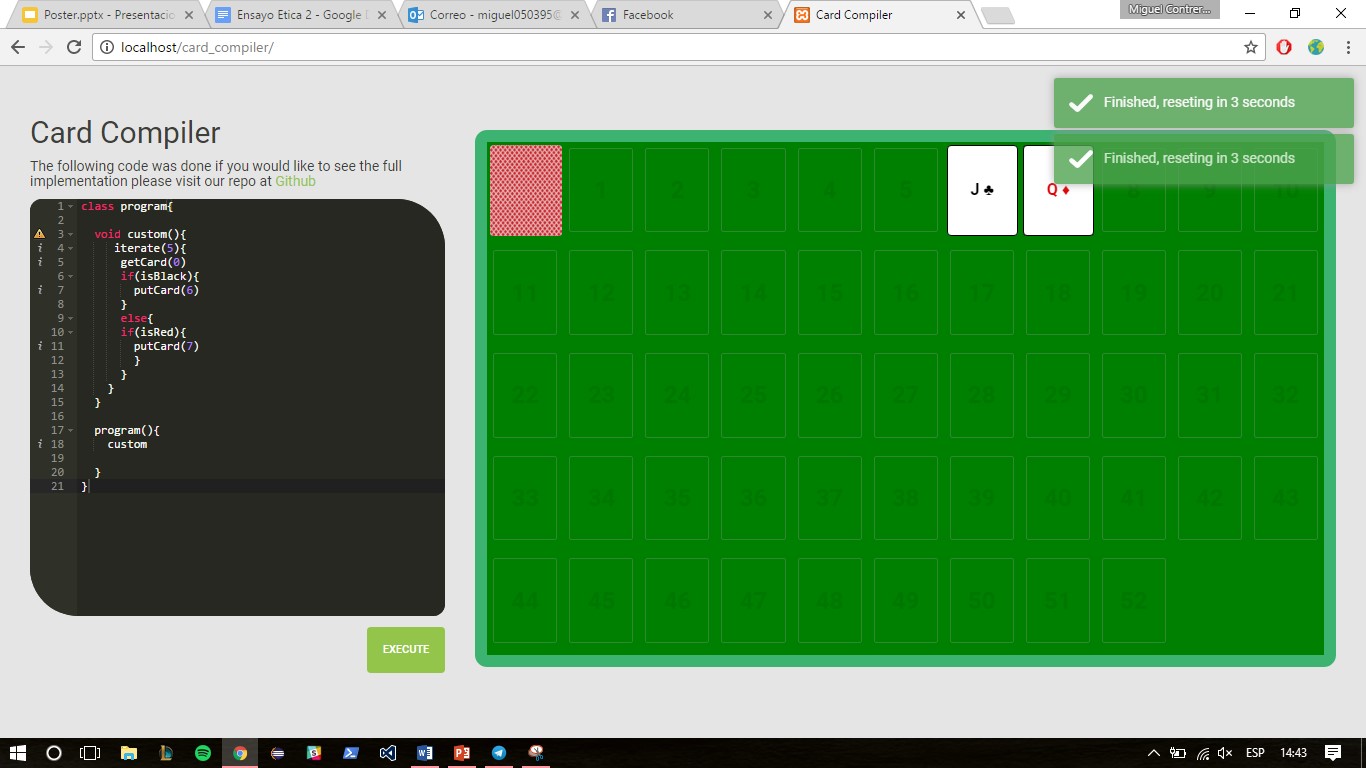 Poster.pptx - Presentacio
Ensayo Etica 2 - Google
Correo - miguel050395@
Facebook
Card Compiler
Miguel Contrer...
localhost/card_compiler/
Finished, reseting in 3 seconds
Finished, reseting in 3 seconds
Card Compiler
The following code was done if you would like to see the full
implementation please visit our repo at Github
1 class program{
2
3 void custom(){
4 iterate(5){
5 getCard(0)
6 if(isBlack){
7 putCard(6)
8 }
9 else{
10 if(isRed){
11 putCard(7)
12 }
13 }
14 }
15 }
16
17 program(){
18 custom
19
20 }
21 }
EXECUTE
1 2 3 4 5 J ♣ Q ♦ 8 9 10
11 12 13 14 15 16 17 18 19 20 21
22 23 24 25 26 27 28 29 30 31 32
33 34 35 36 37 38 39 40 41 42 43
44 45 46 47 48 49 50 51 52
ESP
14:43